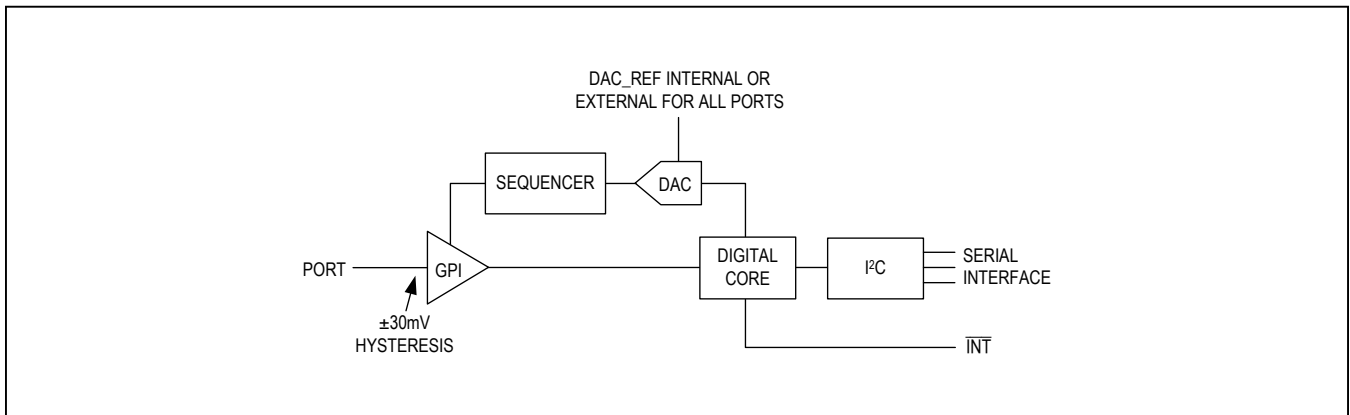 DAC_REF INTERNAL OR
EXTERNAL FOR ALL PORTS
SEQUENCER
DAC
PORT
GPI
DIGITAL
CORE
I²C
SERIAL
INTERFACE
±30mV
HYSTERESIS
INT